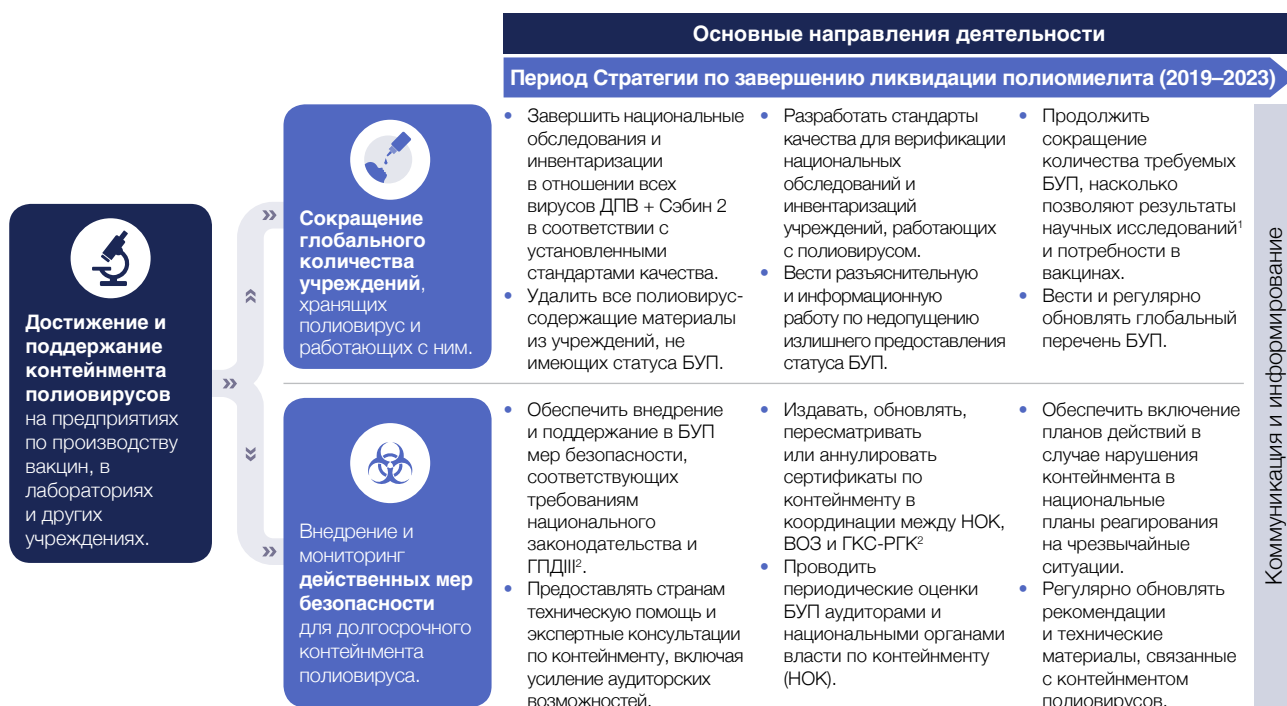 Основные направления деятельности
Период Стратегии по завершению ликвидации полиомиелита (2019–2023)
Достижение и
поддержание
контейнмента
полиовирусов
на предприятиях
по производству
вакцин, в
лабораториях
и других
учреждениях.
Сокращение
глобального
количества
учреждений,
хранящих
полиовирус и
работающих с ним.
• Завершить национальные
обследования и
инвентаризации
в отношении всех
вирусов ДПВ + Сэбин 2
в соответствии с
установленными
стандартами качества.
• Удалить все полиовирус-
содержащие материалы
из учреждений, не
имеющих статуса БУП.
• Разработать стандарты
качества для верификации
национальных
обследований и
инвентаризаций
учреждений, работающих
с полиовирусом.
• Вести разъяснительную
и информационную
работу по недопущению
излишнего предоставления
статуса БУП.
• Продолжить
сокращение
количества требуемых
БУП, насколько
позволяют результаты
научных исследований¹
и потребности в
вакцинах.
• Вести и регулярно
обновлять глобальный
перечень БУП.
Внедрение и
мониторинг
действенных мер
безопасности
для долгосрочного
контейнмента
полиовируса.
• Обеспечить внедрение
и поддержание в БУП
мер безопасности,
соответствующих
требованиям
национального
законодательства и
ГПДIII².
• Предоставлять странам
техническую помощь и
экспертные консультации
по контейнменту, включая
усиление аудиторских
возможностей.
• Издавать, обновлять,
пересматривать
или аннулировать
сертификаты по
контейнменту в
координации между НОК,
ВОЗ и ГКС-РГК²
• Проводить
периодические оценки
БУП аудиторами и
национальными органами
власти по контейнменту
(НОК).
• Обеспечить включение
планов действий в
случае нарушения
контейнмента в
национальные
планы реагирования
на чрезвычайные
ситуации.
• Регулярно обновлять
рекомендации
и технические
материалы, связанные
с контейнментом
полиовирусов.
Коммуникация и информирование